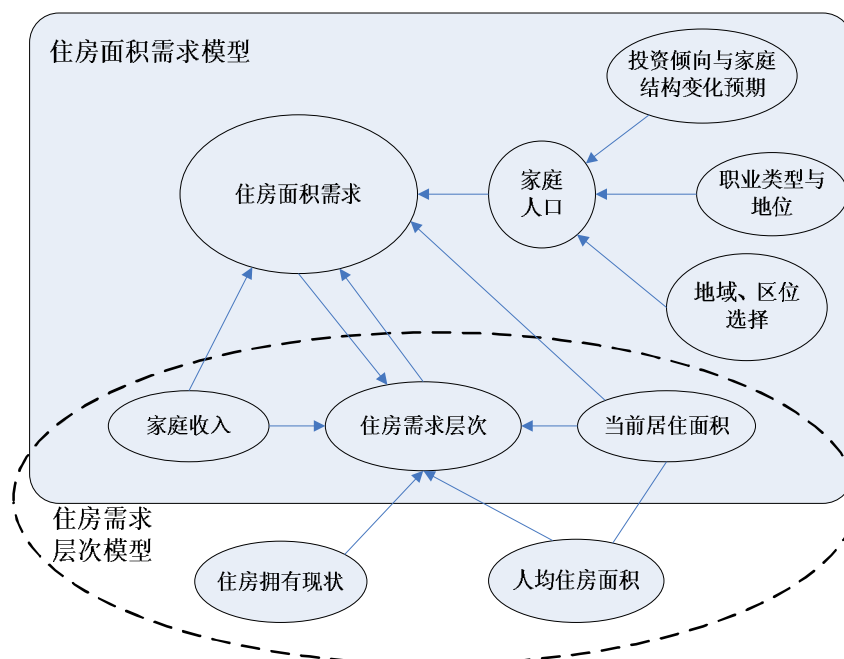 住房面积需求模型
投资倾向与家庭
结构变化预期
住房面积需求
家庭
人口
职业类型与
地位
地域、区位
选择
家庭收入
住房需求层次
当前居住面积
住房需求
层次模型
住房拥有现状
人均住房面积